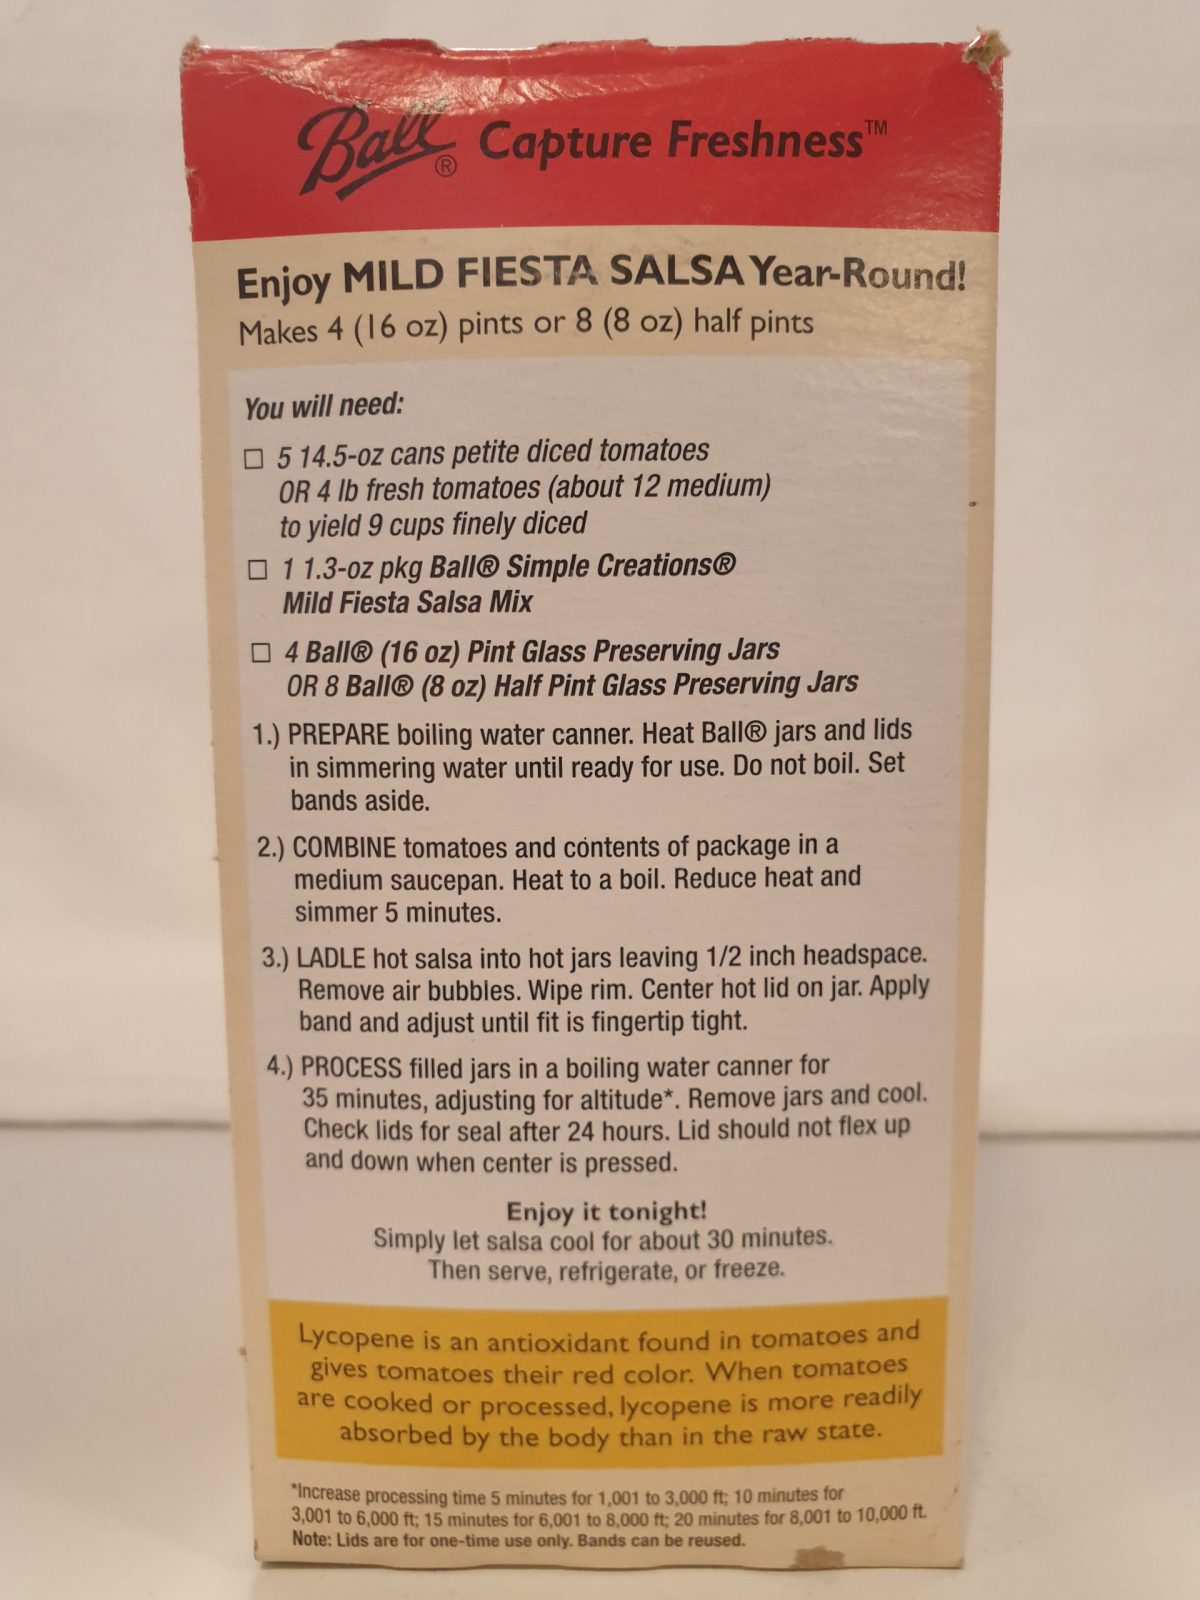 Ball® Capture Freshness™
Enjoy MILD FIESTA SALSA Year-Round!
Makes 4 (16 oz) pints or 8 (8 oz) half pints
You will need:
☐ 5 14.5-oz cans petite diced tomatoes
OR 4 lb fresh tomatoes (about 12 medium)
to yield 9 cups finely diced
☐ 1 1.3-oz pkg Ball® Simple Creations®
Mild Fiesta Salsa Mix
☐ 4 Ball® (16 oz) Pint Glass Preserving Jars
OR 8 Ball® (8 oz) Half Pint Glass Preserving Jars
1.) PREPARE boiling water canner. Heat Ball® jars and lids
in simmering water until ready for use. Do not boil. Set
bands aside.
2.) COMBINE tomatoes and contents of package in a
medium saucepan. Heat to a boil. Reduce heat and
simmer 5 minutes.
3.) LADLE hot salsa into hot jars leaving 1/2 inch headspace.
Remove air bubbles. Wipe rim. Center hot lid on jar. Apply
band and adjust until fit is fingertip tight.
4.) PROCESS filled jars in a boiling water canner for
35 minutes, adjusting for altitude*. Remove jars and cool.
Check lids for seal after 24 hours. Lid should not flex up
and down when center is pressed.
Enjoy it tonight!
Simply let salsa cool for about 30 minutes.
Then serve, refrigerate, or freeze.
Lycopene is an antioxidant found in tomatoes and
gives tomatoes their red color. When tomatoes
are cooked or processed, lycopene is more readily
absorbed by the body than in the raw state.
*Increase processing time 5 minutes for 1,001 to 3,000 ft; 10 minutes for
3,001 to 6,000 ft; 15 minutes for 6,001 to 8,000 ft; 20 minutes for 8,001 to 10,000 ft.
Note: Lids are for one-time use only. Bands can be reused.